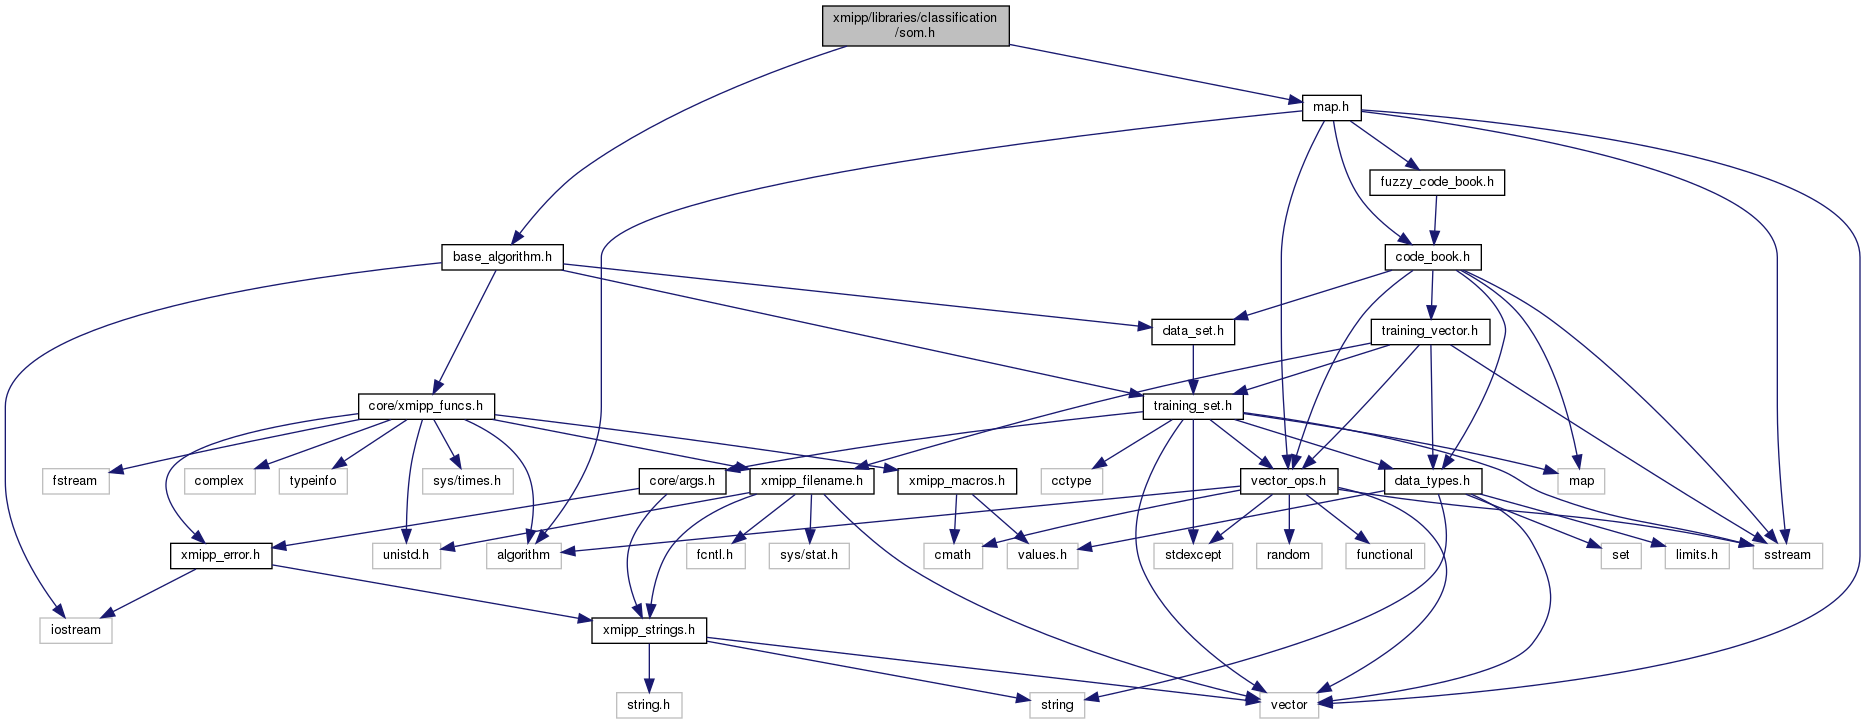 xmipp/libraries/classification
/som.h
map.h
fuzzy_code_book.h
base_algorithm.h
code_book.h
data_set.h
training_vector.h
core/xmipp_funcs.h
training_set.h
fstream
complex
typeinfo
sys/times.h
core/args.h
xmipp_filename.h
xmipp_macros.h
cctype
vector_ops.h
data_types.h
map
xmipp_error.h
unistd.h
algorithm
fcntl.h
sys/stat.h
cmath
values.h
stdexcept
random
functional
set
limits.h
sstream
iostream
xmipp_strings.h
string.h
string
vector